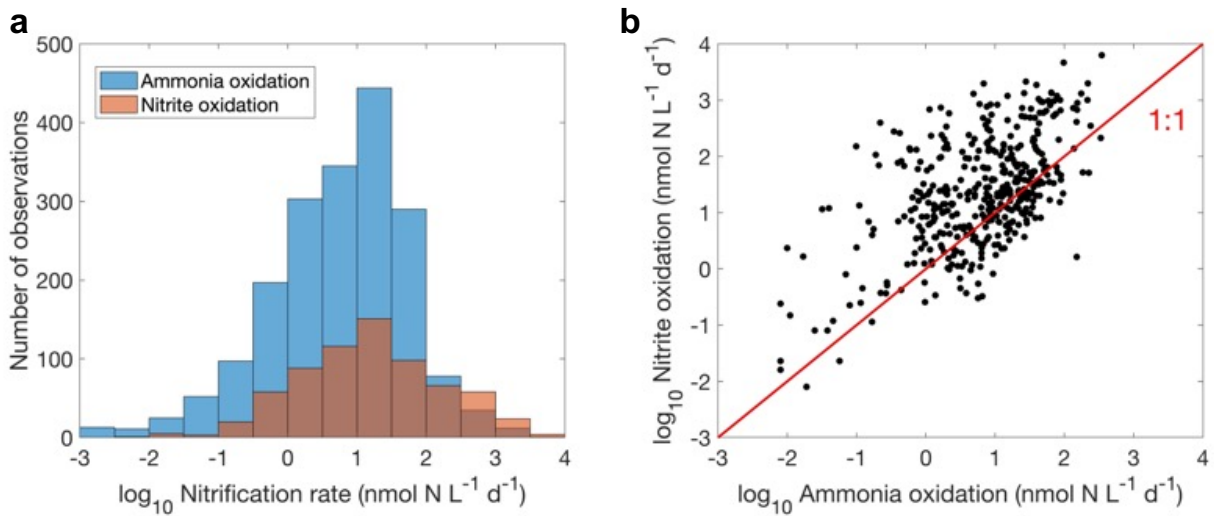 a
500
400
300
200
100
0
Number of observations
Ammonia oxidation
Nitrite oxidation
-3 -2 -1 0 1 2 3 4
log10 Nitrification rate (nmol N L-1 d-1)
b
4
3
2
1
0
-1
-2
-3
log10 Nitrite oxidation (nmol N L-1 d-1)
1:1
-3 -2 -1 0 1 2 3 4
log10 Ammonia oxidation (nmol N L-1 d-1)